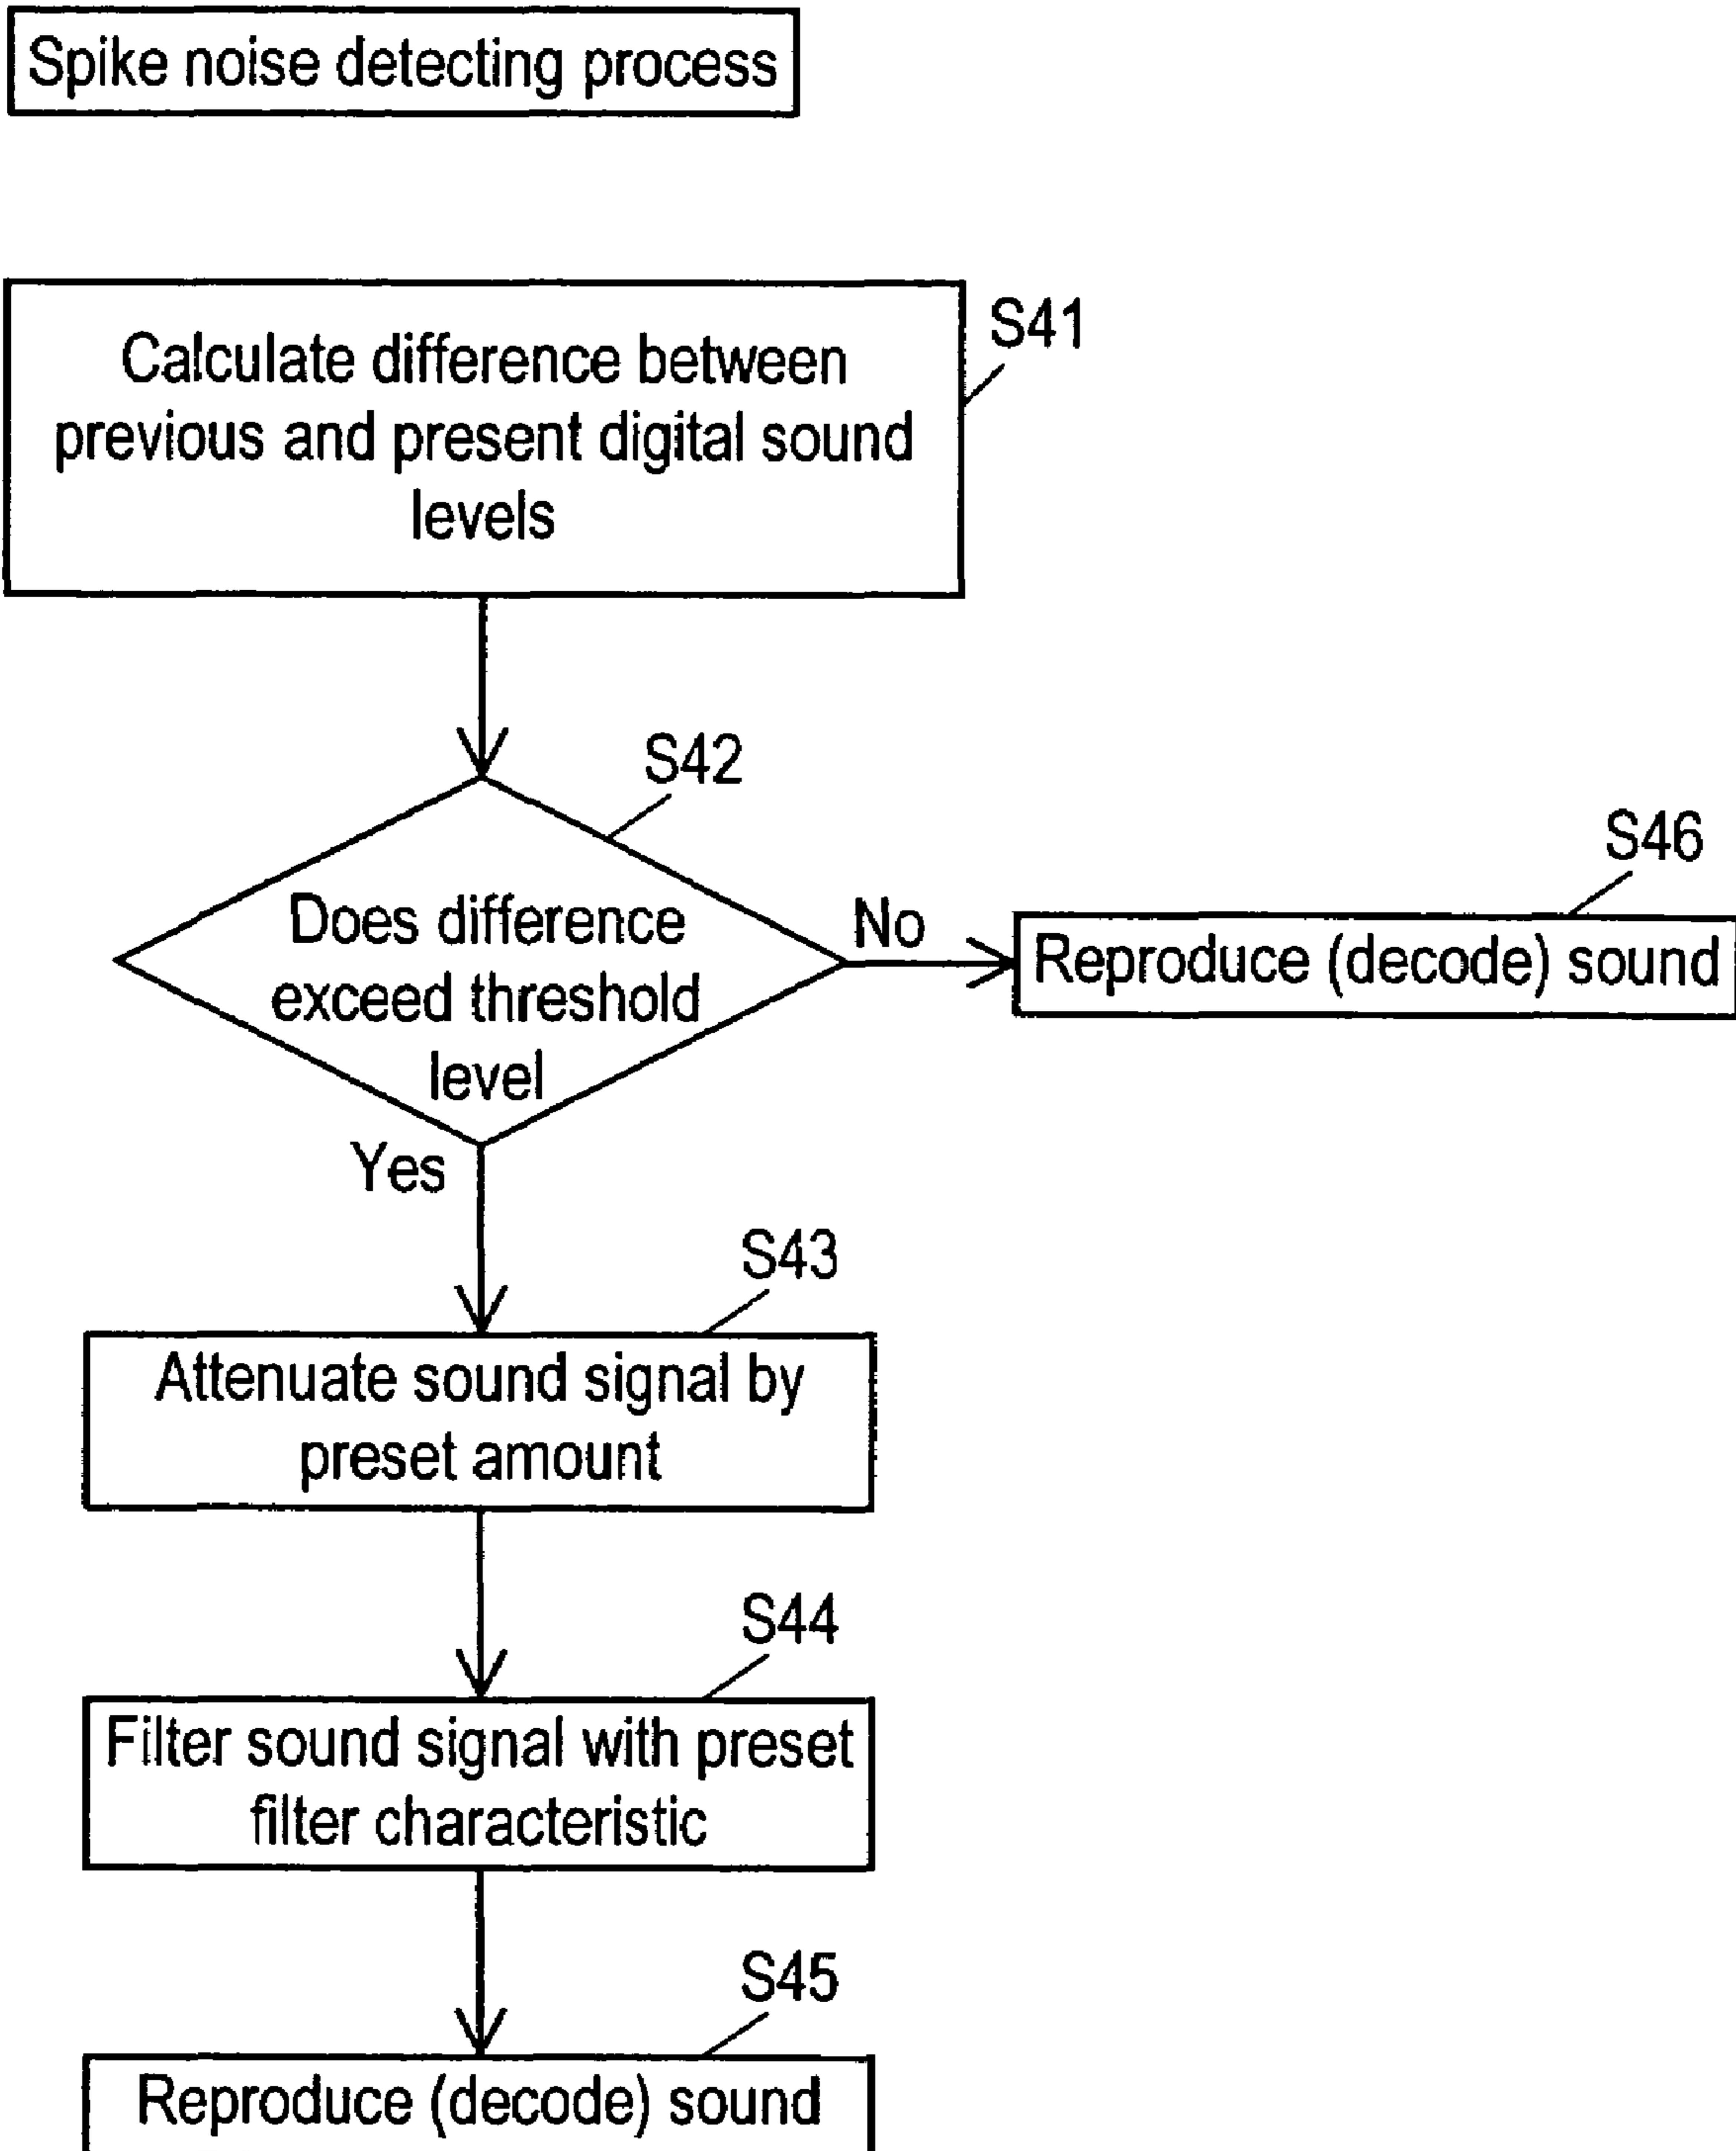 Spike noise detecting process
S41
Calculate difference between
previous and present digital sound
levels
S42
Does difference
exceed threshold
level
No
S46
Reproduce (decode) sound
Yes
S43
Attenuate sound signal by
preset amount
S44
Filter sound signal with preset
filter characteristic
S45
Reproduce (decode) sound